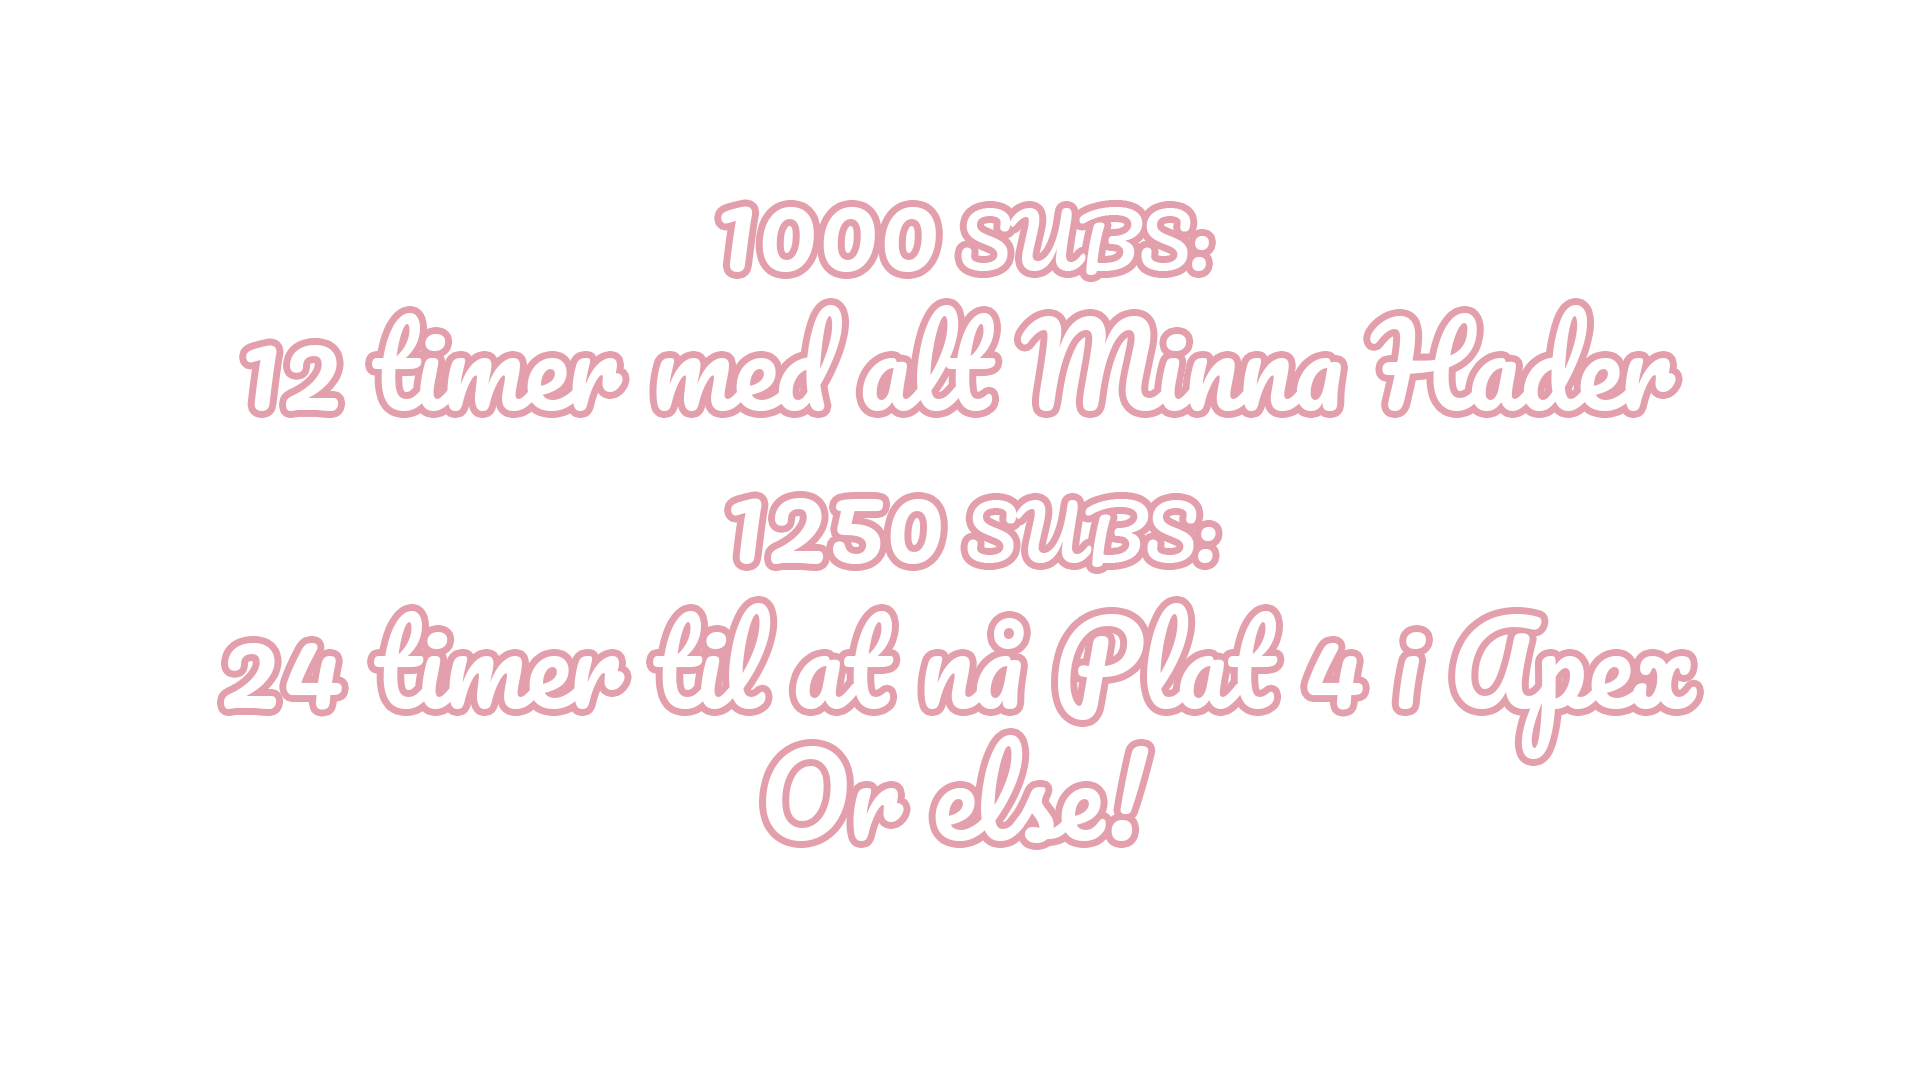 1000 SUBS:
12 timer med alt Minna Hader
1250 SUBS:
24 timer til at nå Plat 4 i Apex
Or else!